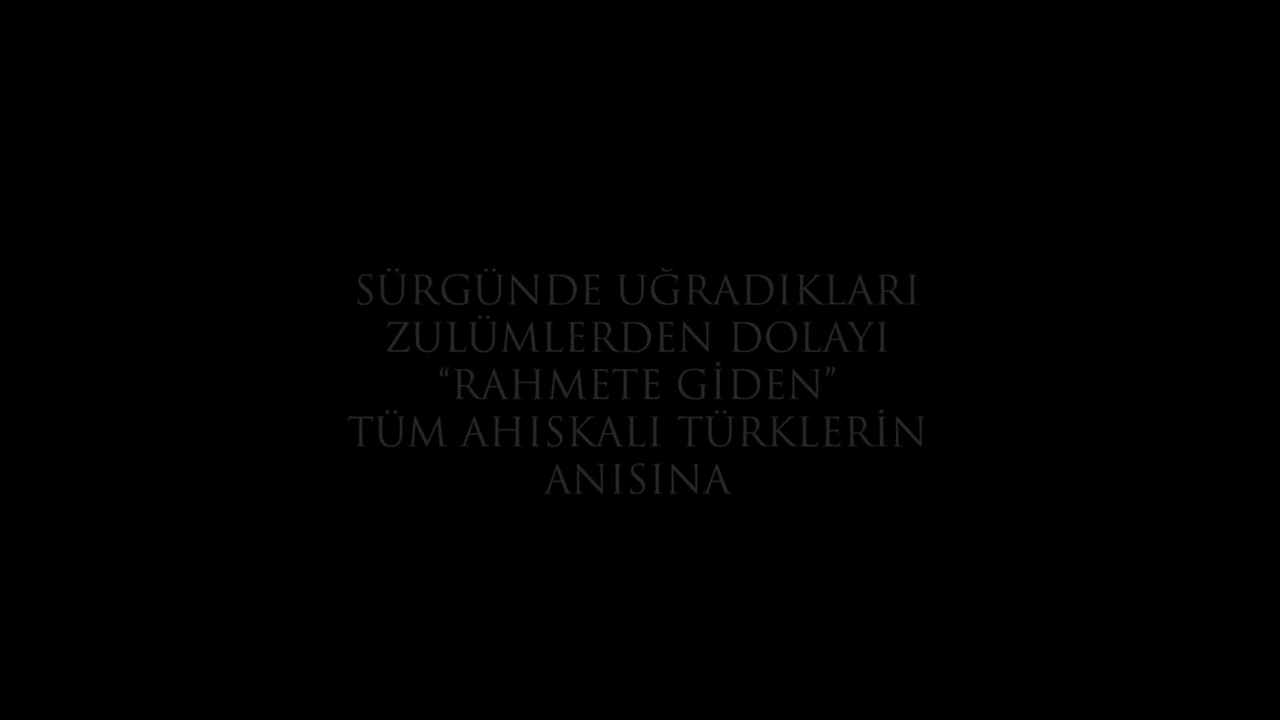 SÜRGÜNDE UĞRADIKLARI
ZULÜMLERDEN DOLAYI
“RAHMETE GİDEN”
TÜM AHISKALI TÜRKLERİN
ANISINA